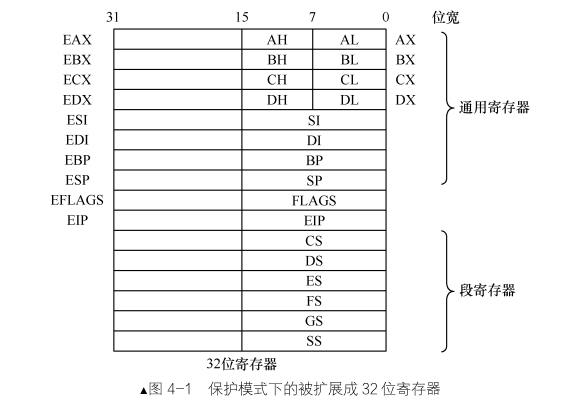 31 15 7 0 位宽
EAX AH AL AX
EBX BH BL BX
ECX CH CL CX
EDX DH DL DX
通用寄存器
ESI SI
EDI DI
EBP BP
ESP SP
EFLAGS FLAGS
EIP EIP
CS
DS
ES
段寄存器
FS
GS
SS
32位寄存器
▲图 4-1 保护模式下的被扩展成 32 位寄存器